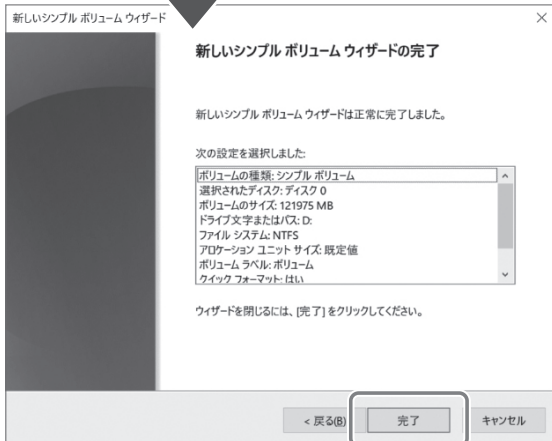 新しいシンプル ボリューム ウィザード
新しいシンプル ボリューム ウィザードの完了
新しいシンプル ボリューム ウィザードは正常に完了しました。
次の設定を選択しました:
ボリュームの種類: シンプル ボリューム
選択されたディスク: ディスク 0
ボリュームのサイズ: 121975 MB
ドライブ文字またはパス: D:
ファイル システム: NTFS
アロケーション ユニット サイズ: 既定値
ボリューム ラベル: ボリューム
クイック フォーマット: はい
ウィザードを閉じるには、[完了] をクリックしてください。
< 戻る(B) 完了 キャンセル